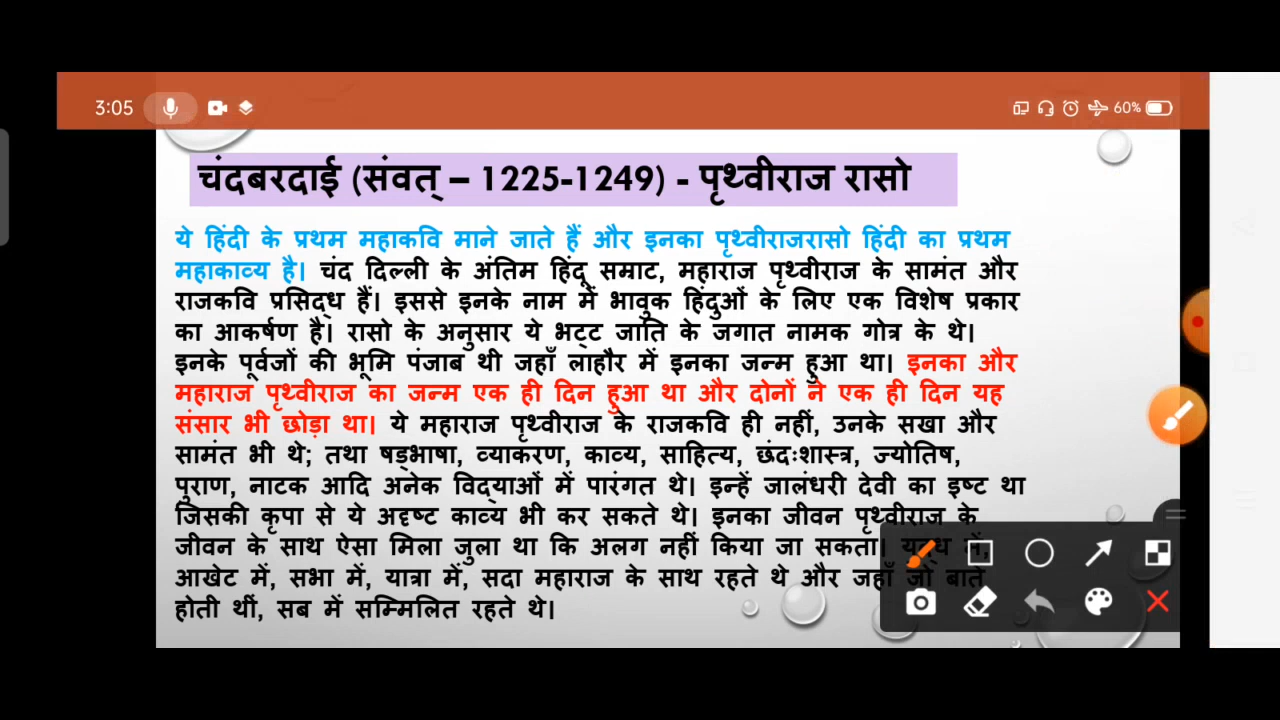 3:05
60%
चंदबरदाई (संवत् – 1225-1249) - पृथ्वीराज रासो
ये हिंदी के प्रथम महाकवि माने जाते हैं और इनका पृथ्वीराजरासो हिंदी का प्रथम
महाकाव्य है। चंद दिल्ली के अंतिम हिंदू सम्राट, महाराज पृथ्वीराज के सामंत और
राजकवि प्रसिद्ध हैं। इससे इनके नाम में भावुक हिंदुओं के लिए एक विशेष प्रकार
का आकर्षण है। रासो के अनुसार ये भट्ट जाति के जगात नामक गोत्र के थे।
इनके पूर्वजों की भूमि पंजाब थी जहाँ लाहौर में इनका जन्म हुआ था। इनका और
महाराज पृथ्वीराज का जन्म एक ही दिन हुआ था और दोनों ने एक ही दिन यह
संसार भी छोड़ा था। ये महाराज पृथ्वीराज के राजकवि ही नहीं, उनके सखा और
सामंत भी थे; तथा षड्भाषा, व्याकरण, काव्य, साहित्य, छंदःशास्त्र, ज्योतिष,
पुराण, नाटक आदि अनेक विद्याओं में पारंगत थे। इन्हें जालंधरी देवी का इष्ट था
जिसकी कृपा से ये अदृष्ट काव्य भी कर सकते थे। इनका जीवन पृथ्वीराज के
जीवन के साथ ऐसा मिला जुला था कि अलग नहीं किया जा सकता। युद्ध में,
आखेट में, सभा में, यात्रा में, सदा महाराज के साथ रहते थे और जहाँ जो बाते
होती थीं, सब में सम्मिलित रहते थे।